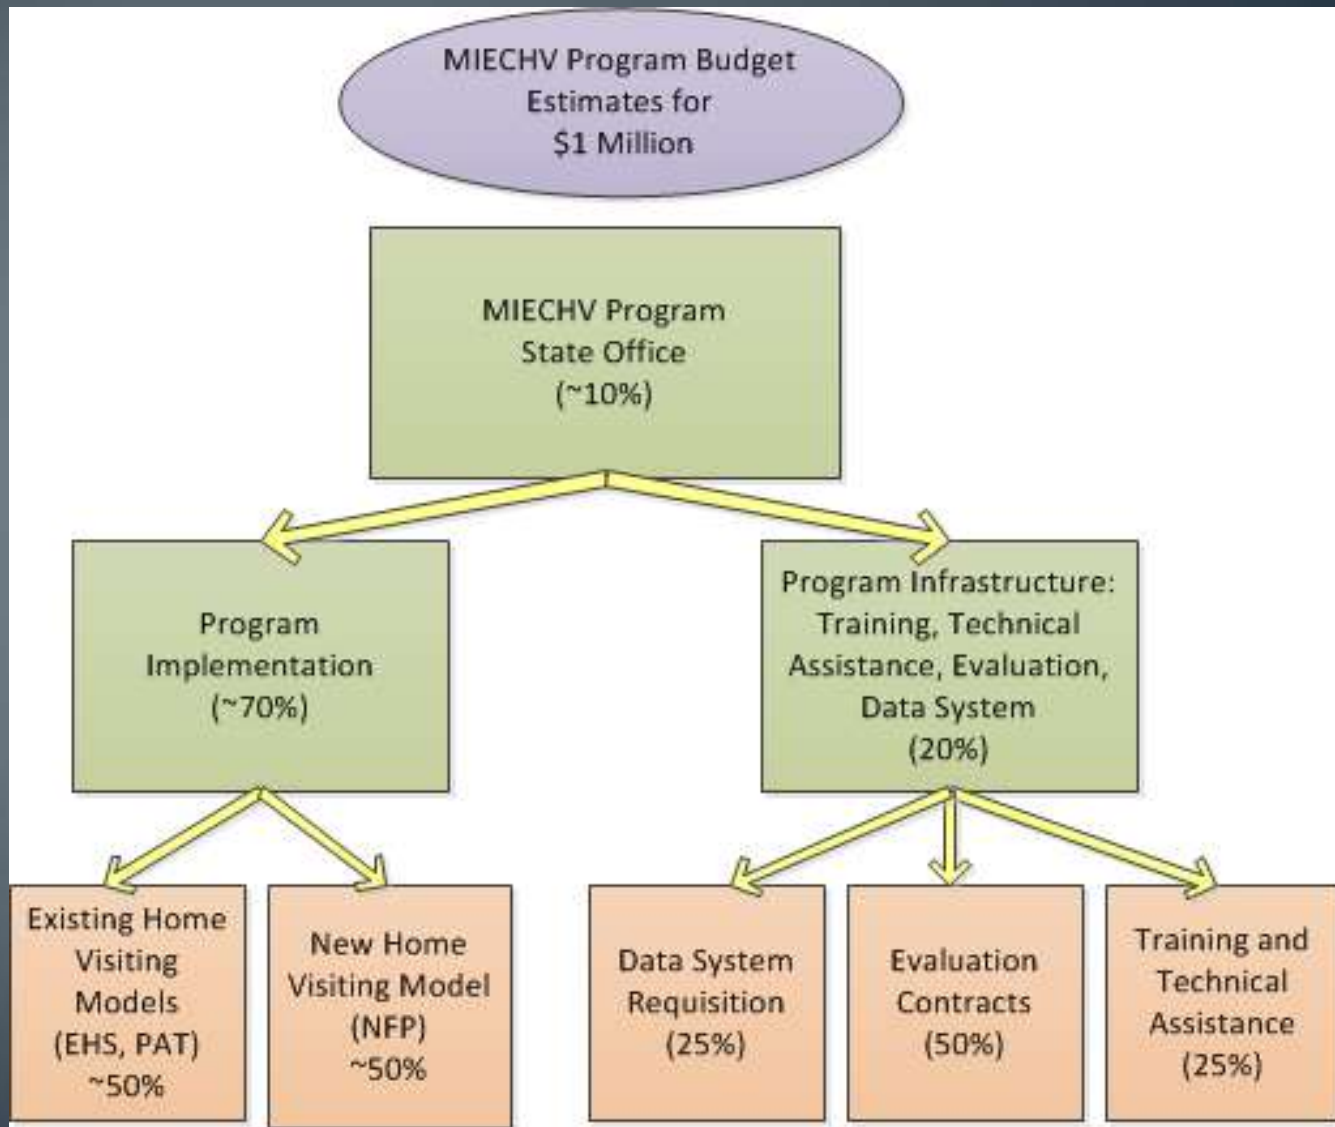 MIECHV Program Budget
Estimates for
$1 Million
MIECHV Program
State Office
(~10%)
Program
Implementation
(~70%)
Program Infrastructure:
Training, Technical
Assistance, Evaluation,
Data System
(20%)
Existing Home
Visiting
Models
(EHS, PAT)
~50%
New Home
Visiting Model
(NFP)
~50%
Data System
Requisition
(25%)
Evaluation
Contracts
(50%)
Training and
Technical
Assistance
(25%)